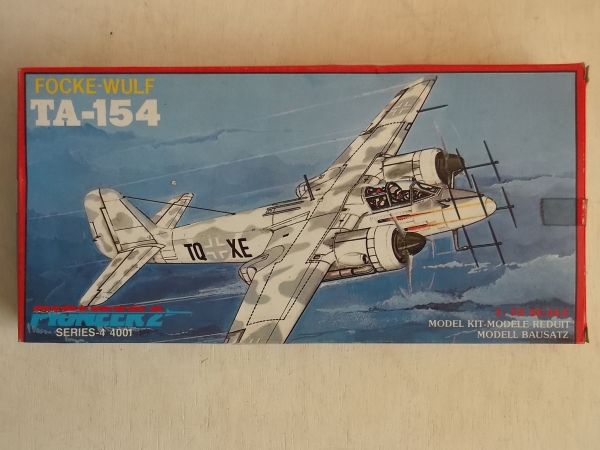 FOCKE-WULF
TA-154
TQ XE
PIONEER 2
SERIES-4 4001
MODEL KIT-MODELE REDUIT
MODELL BAUSATZ